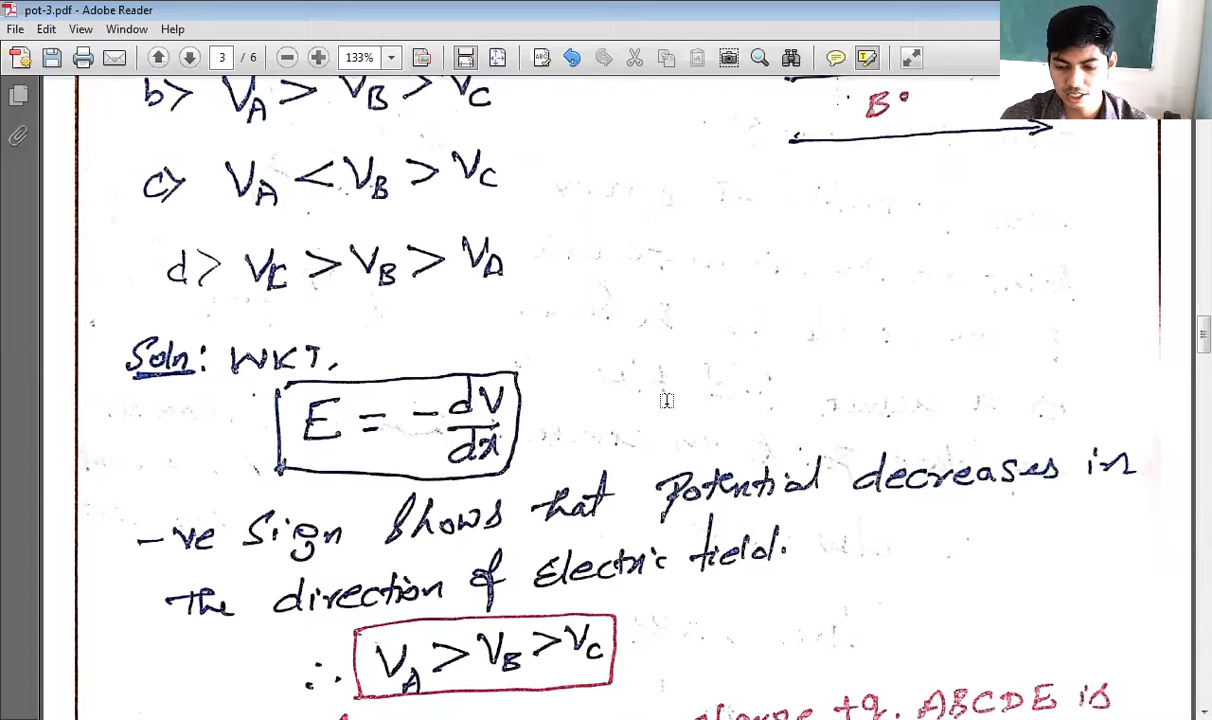 pot-3.pdf - Adobe Reader
File Edit View Window Help
3 / 6 133%
b> VA > VB > VC
B
c> VA < VB > VC
d> VC > VB > VA
Soln: WKT,
E = - dV/dx
-ve sign shows that potential decreases in
The direction of Electric field.
∴ VA > VB > VC
charge +q. ABCDE is